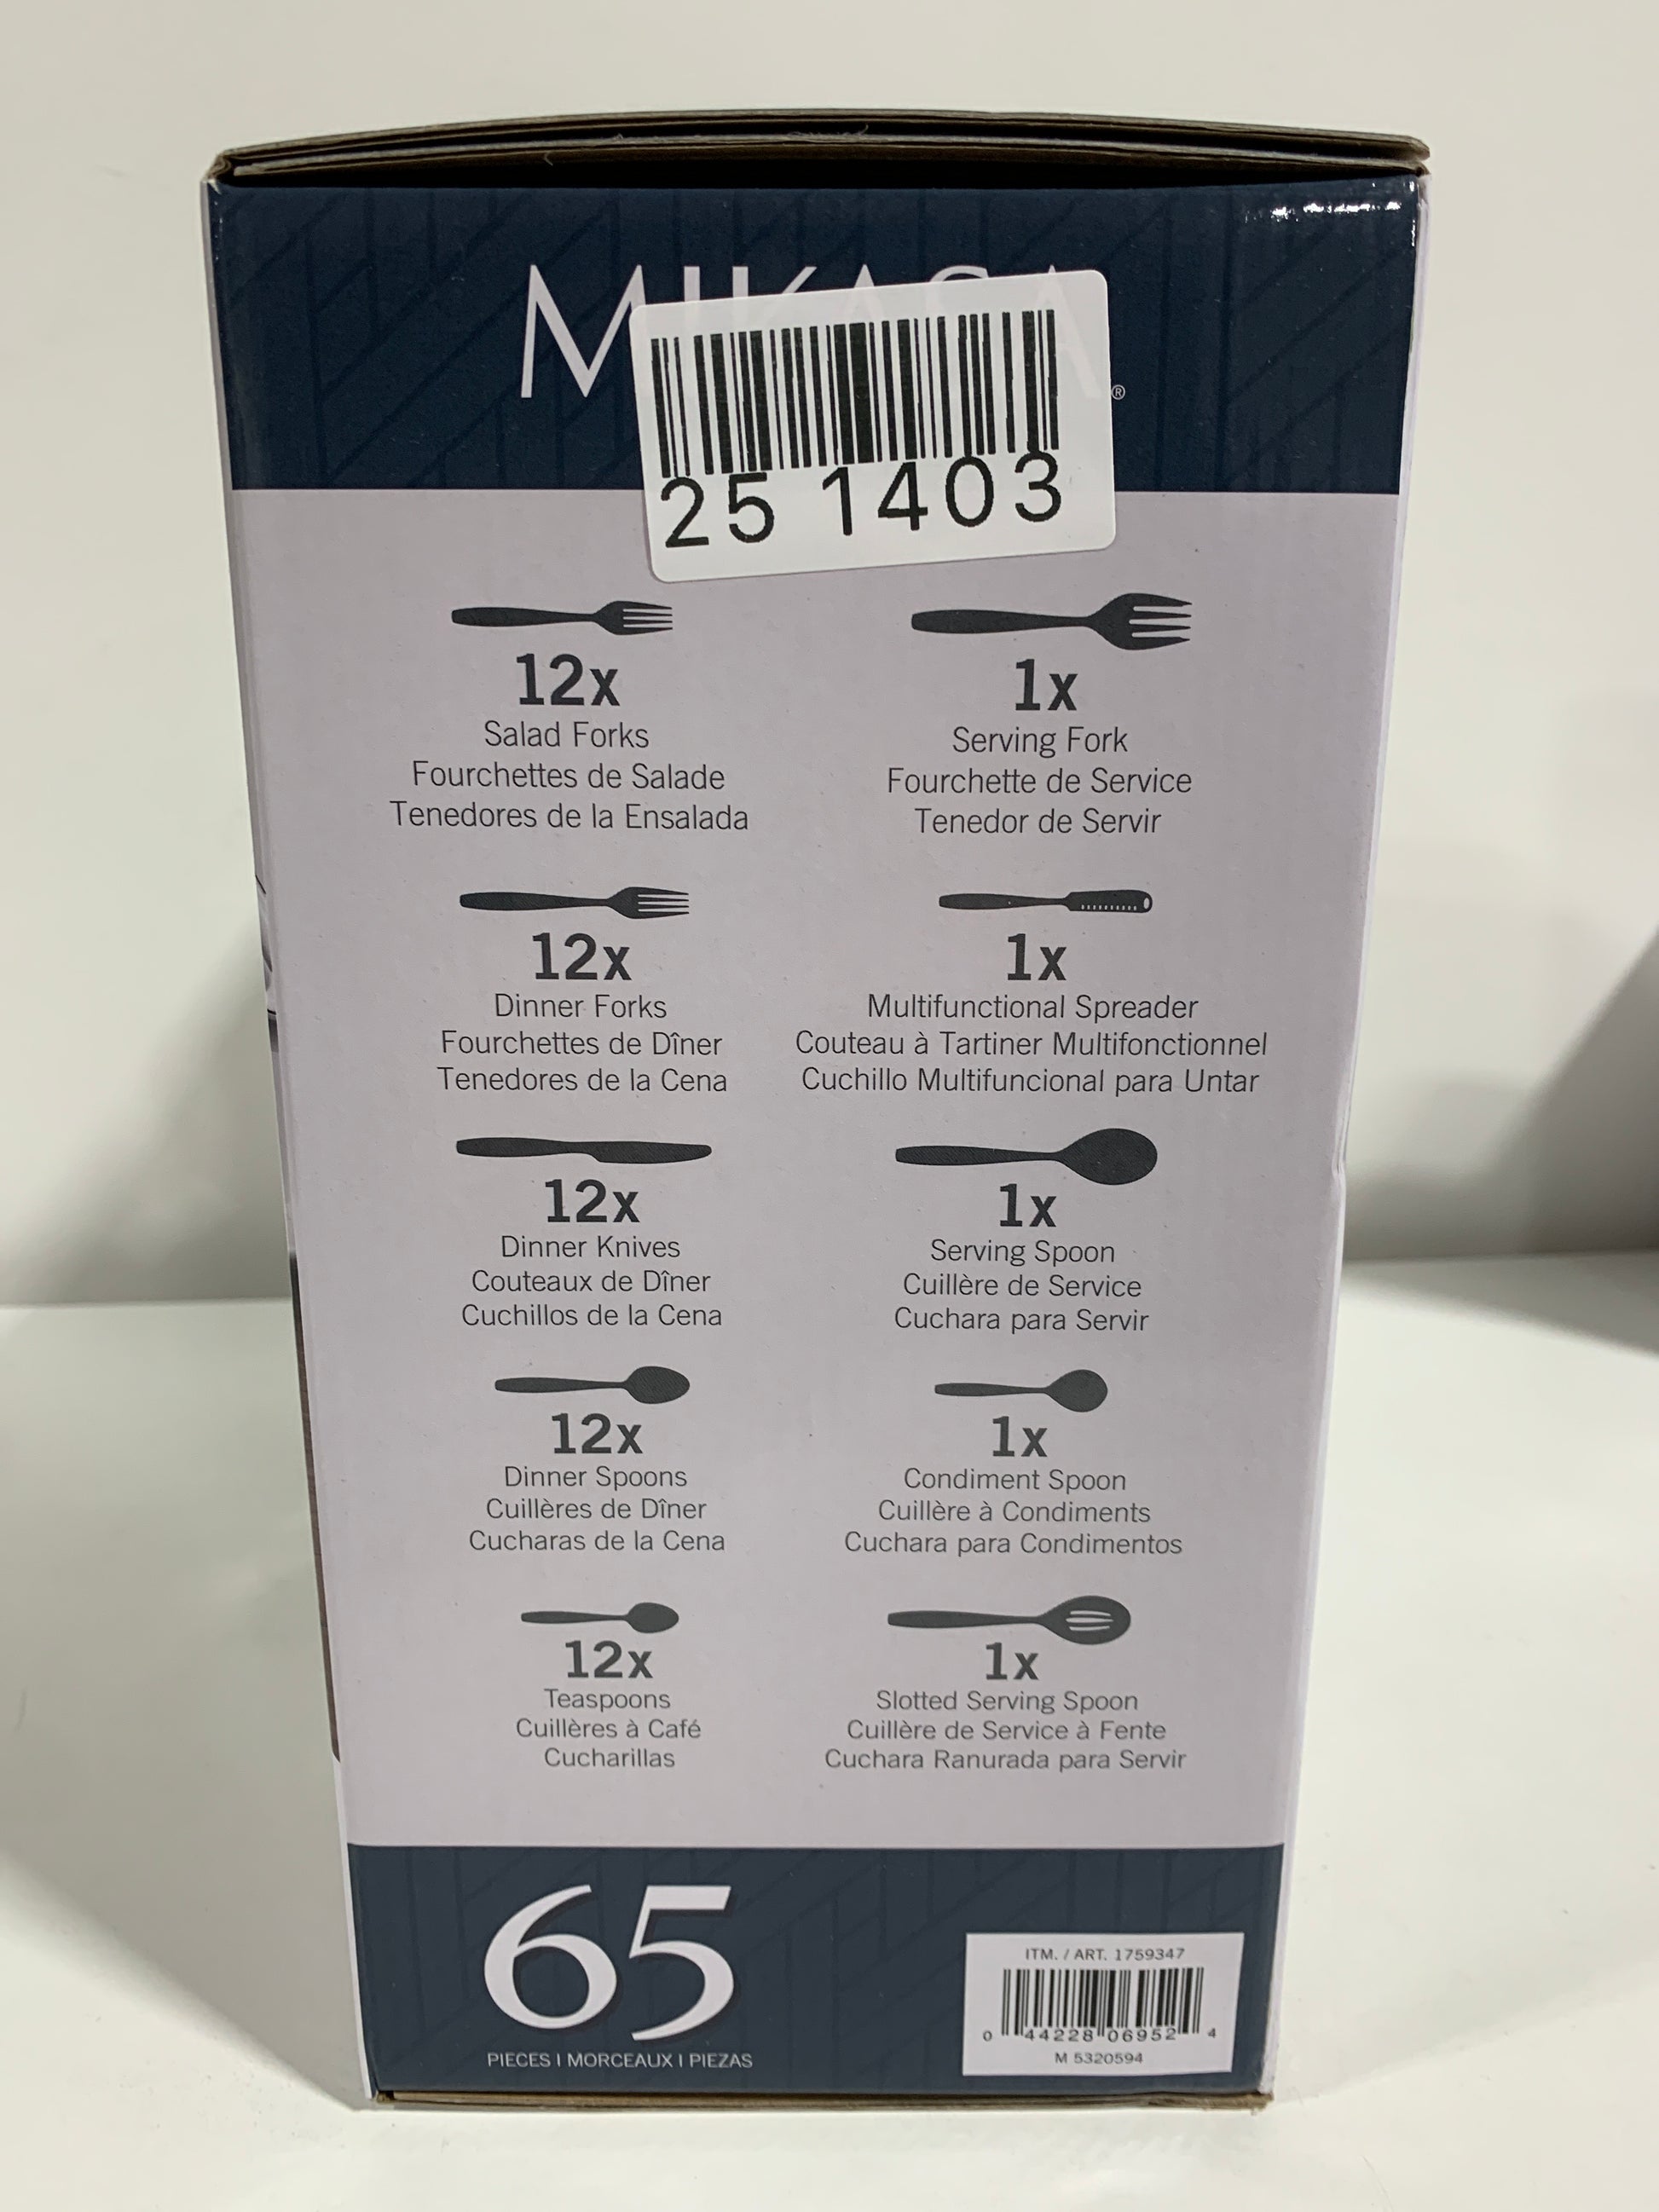 MIKASA®
25 1403
12x
Salad Forks
Fourchettes de Salade
Tenedores de la Ensalada
1x
Serving Fork
Fourchette de Service
Tenedor de Servir
12x
Dinner Forks
Fourchettes de Dîner
Tenedores de la Cena
1x
Multifunctional Spreader
Couteau à Tartiner Multifonctionnel
Cuchillo Multifuncional para Untar
12x
Dinner Knives
Couteaux de Dîner
Cuchillos de la Cena
1x
Serving Spoon
Cuillère de Service
Cuchara para Servir
12x
Dinner Spoons
Cuillères de Dîner
Cucharas de la Cena
1x
Condiment Spoon
Cuillère à Condiments
Cuchara para Condimentos
12x
Teaspoons
Cuillères à Café
Cucharillas
1x
Slotted Serving Spoon
Cuillère de Service à Fente
Cuchara Ranurada para Servir
65
PIECES | MORCEAUX | PIEZAS
ITM. / ART. 1759347
0 44228 06952 4
M 5320594